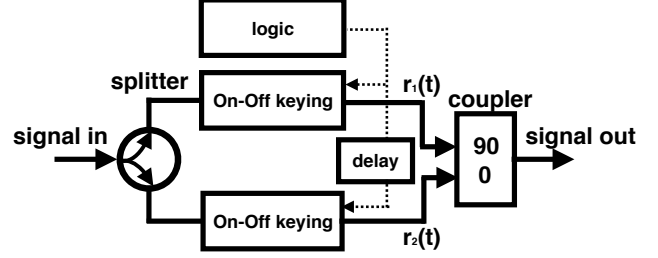 logic
splitter
On-Off keying
r₁(t)
coupler
signal in
90
0
signal out
delay
On-Off keying
r₂(t)